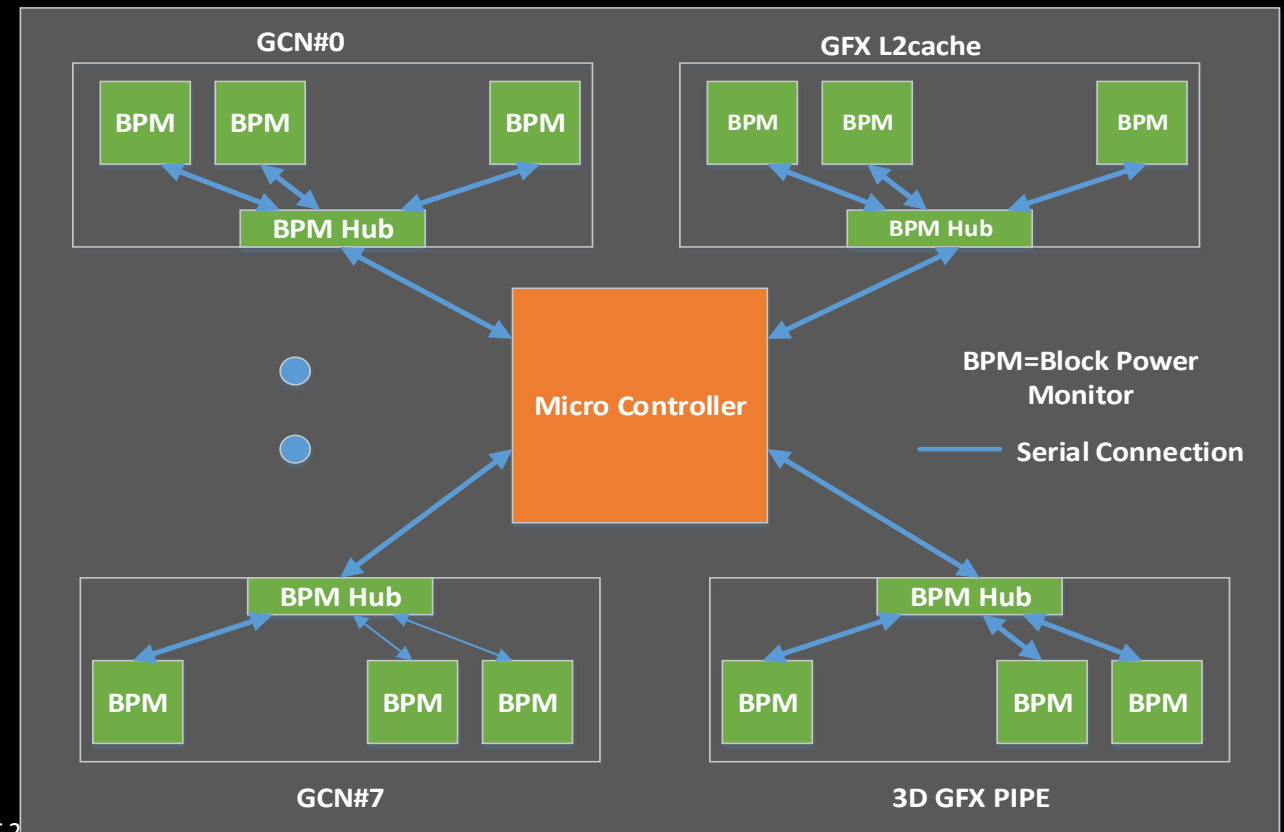 GCN#0
GFX L2cache
BPM BPM BPM
BPM BPM BPM
BPM Hub
BPM Hub
Micro Controller
BPM=Block Power
Monitor
Serial Connection
BPM Hub
BPM Hub
BPM BPM BPM
BPM BPM BPM
GCN#7
3D GFX PIPE